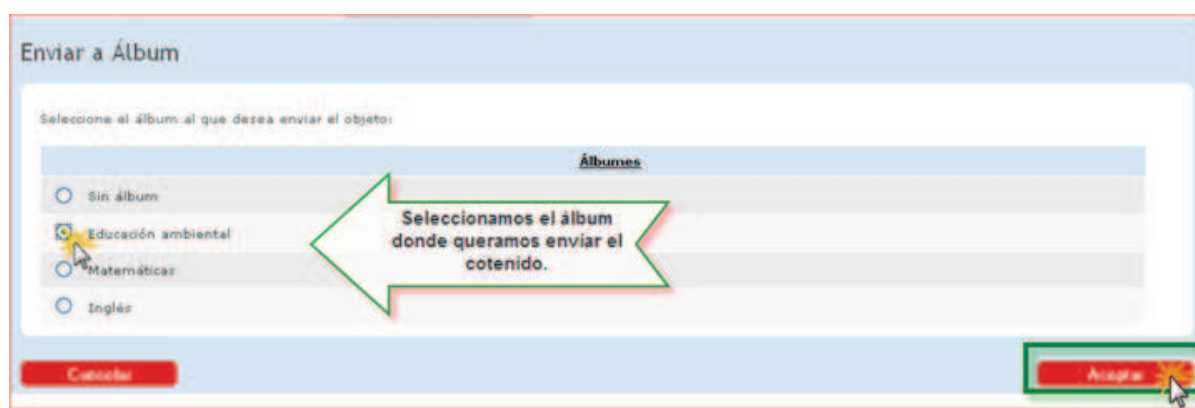 Enviar a Álbum
Seleccione el álbum al que desea enviar el objeto:
Álbumes
Sin álbum
Educación ambiental
Matemáticas
Inglés
Seleccionamos el álbum
donde queramos enviar el
cotenido.
Cancelar
Aceptar